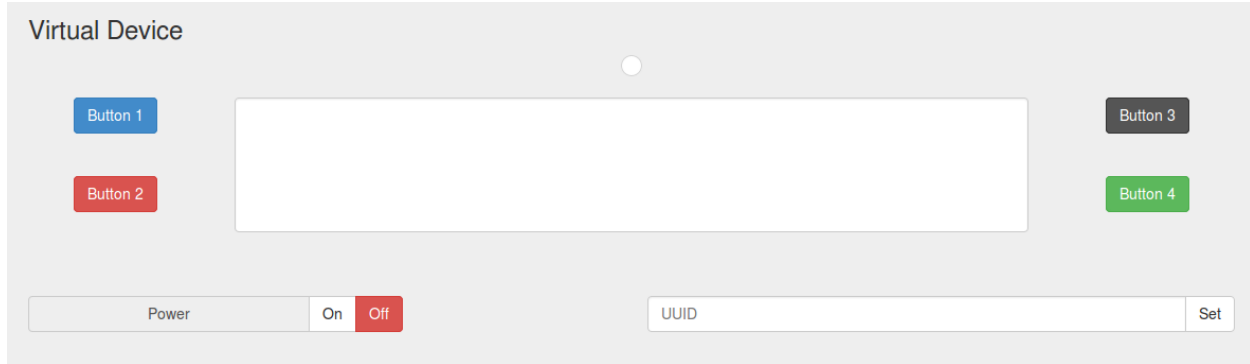 Virtual Device
Button 1
Button 3
Button 2
Button 4
Power On Off
UUID Set